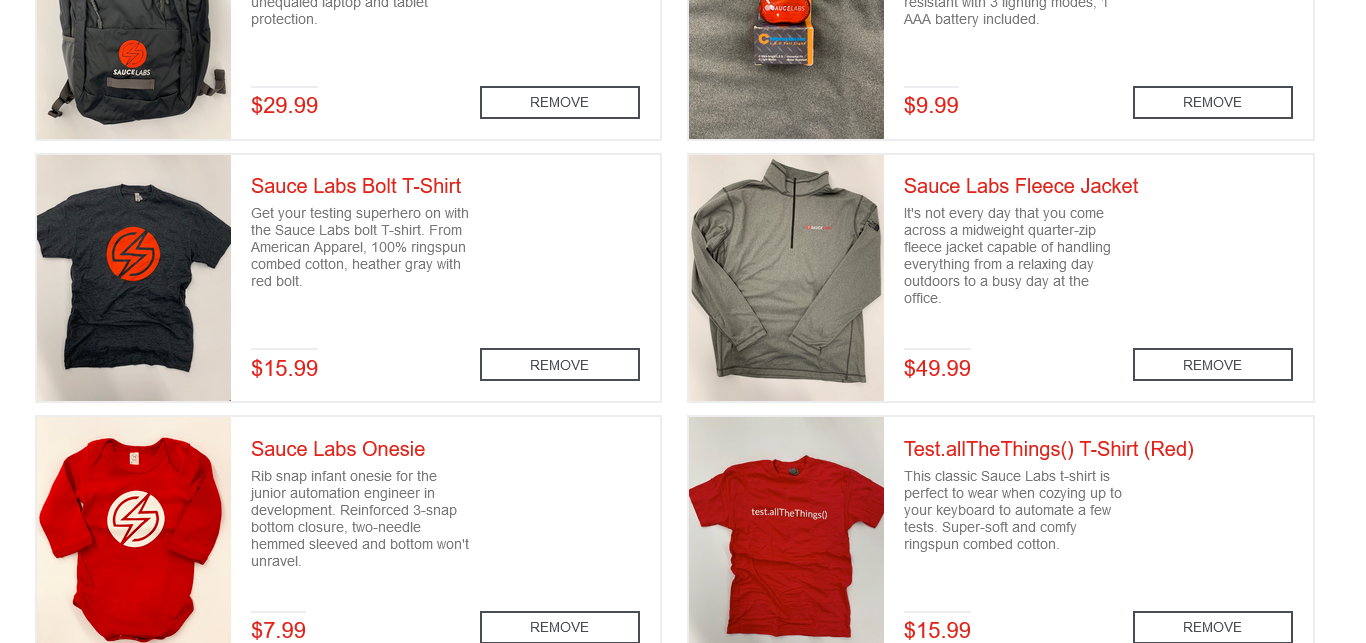 unequaled laptop and tablet
protection.
SAUCELABS
$29.99
REMOVE
resistant with 3 lighting modes, 1
AAA battery included.
SAUCELABS
$9.99
REMOVE
Sauce Labs Bolt T-Shirt
Get your testing superhero on with
the Sauce Labs bolt T-shirt. From
American Apparel, 100% ringspun
combed cotton, heather gray with
red bolt.
$15.99
REMOVE
Sauce Labs Fleece Jacket
It's not every day that you come
across a midweight quarter-zip
fleece jacket capable of handling
everything from a relaxing day
outdoors to a busy day at the
office.
$49.99
REMOVE
Sauce Labs Onesie
Rib snap infant onesie for the
junior automation engineer in
development. Reinforced 3-snap
bottom closure, two-needle
hemmed sleeved and bottom won't
unravel.
$7.99
REMOVE
Test.allTheThings() T-Shirt (Red)
This classic Sauce Labs t-shirt is
perfect to wear when cozying up to
your keyboard to automate a few
tests. Super-soft and comfy
ringspun combed cotton.
test.allTheThings()
$15.99
REMOVE